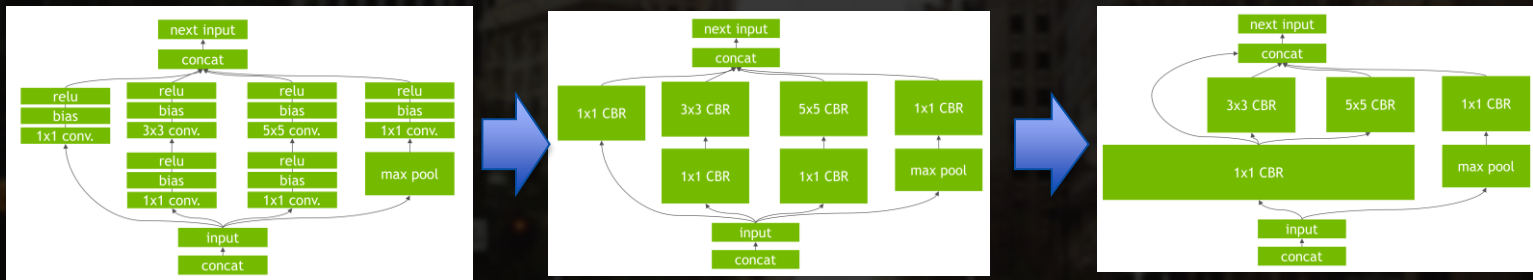 next input
concat
relu
relu
relu
relu
bias
bias
bias
bias
1x1 conv.
3x3 conv.
5x5 conv.
1x1 conv.
relu
relu
bias
bias
max pool
1x1 conv.
1x1 conv.
input
concat
next input
concat
1x1 CBR
3x3 CBR
5x5 CBR
1x1 CBR
1x1 CBR
1x1 CBR
max pool
input
concat
next input
concat
3x3 CBR
5x5 CBR
1x1 CBR
1x1 CBR
max pool
input
concat